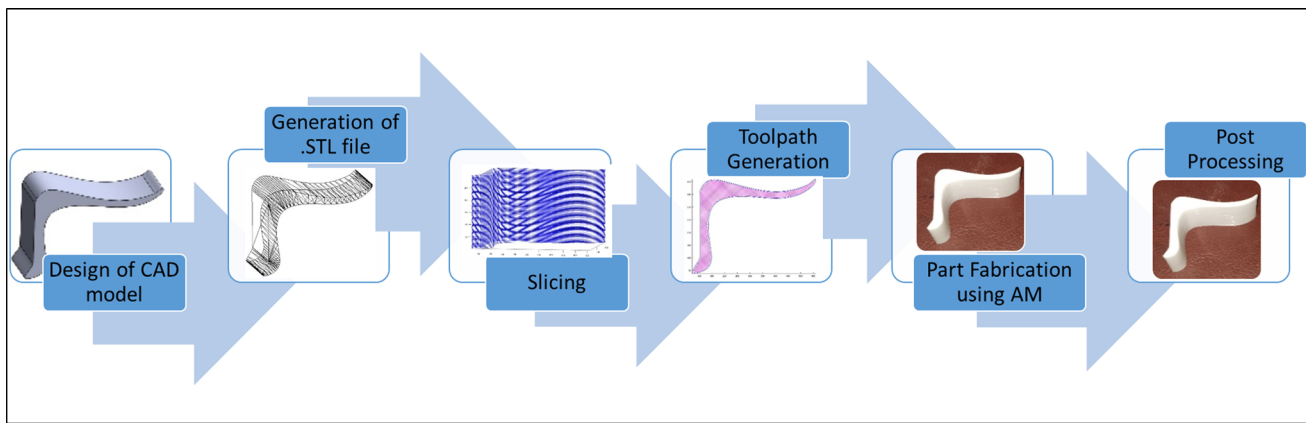 Design of CAD
model
Generation of
.STL file
Slicing
Toolpath
Generation
Part Fabrication
using AM
Post
Processing